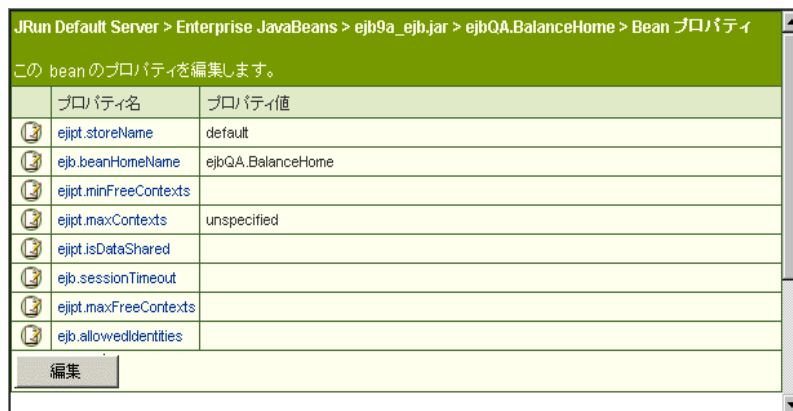 JRun Default Server > Enterprise JavaBeans > ejb9a_ejb.jar > ejbQA.BalanceHome > Bean プロパティ
この bean のプロパティを編集します。
プロパティ名 プロパティ値
ejipt.storeName default
ejb.beanHomeName ejbQA.BalanceHome
ejipt.minFreeContexts
ejipt.maxContexts unspecified
ejipt.isDataShared
ejb.sessionTimeout
ejipt.maxFreeContexts
ejb.allowedIdentities
編集